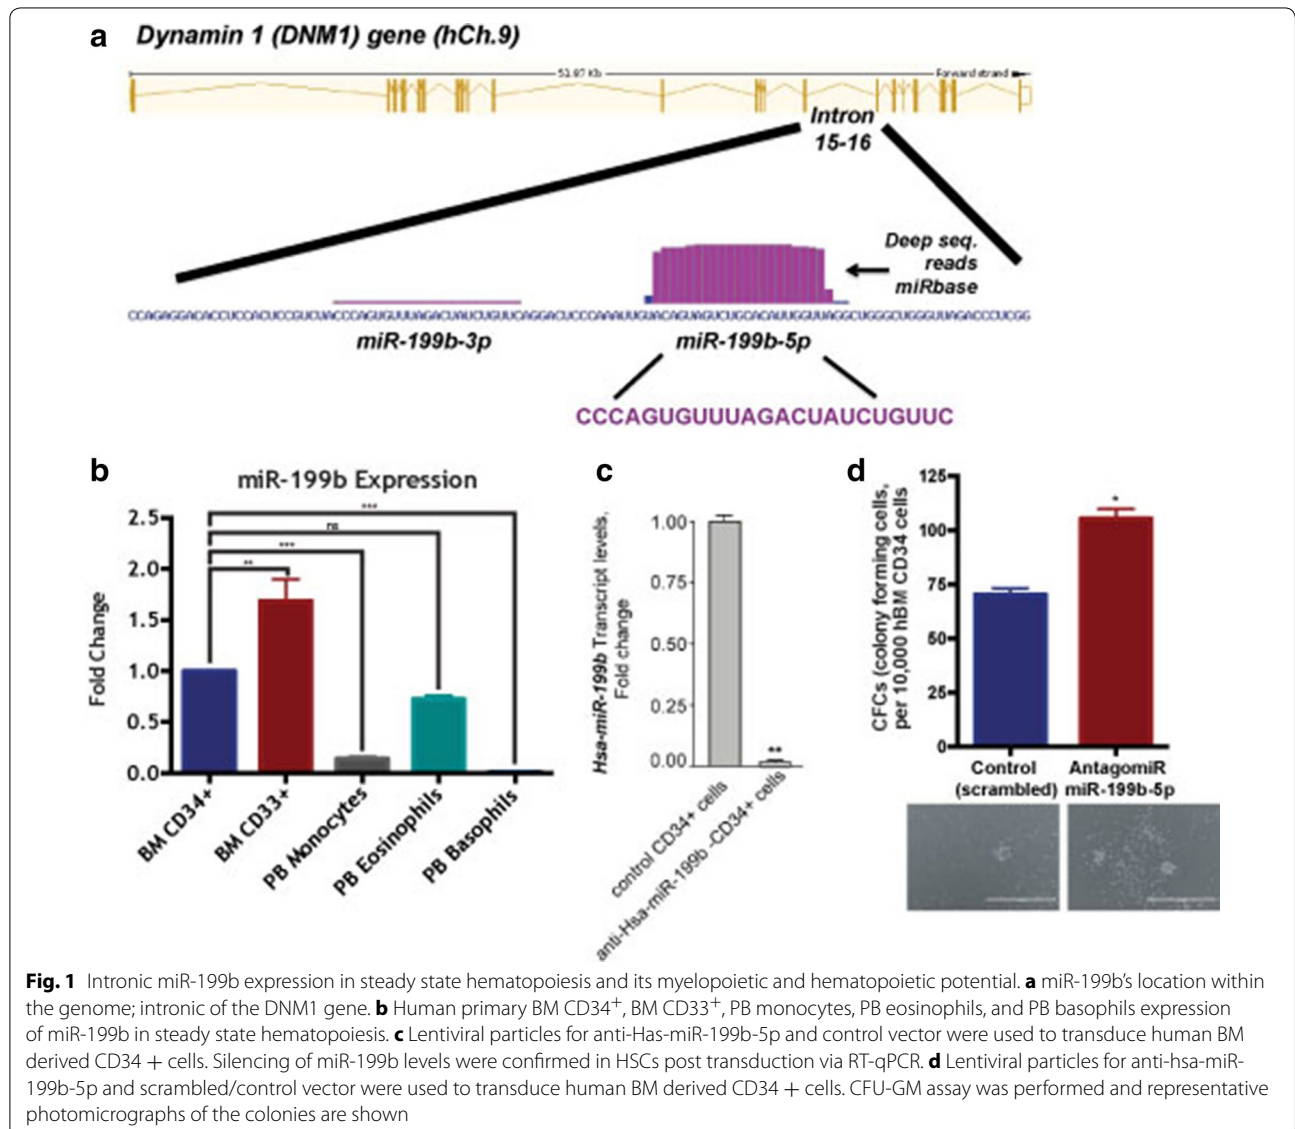 a Dynamin 1 (DNM1) gene (hCh.9)
51.87 Kb Forward strand
Intron
15-16
Deep seq.
reads
miRbase
CCAGAGGACACCUCCACUCCGUCUACCCAGUGUUUAGACUAUCUGUUCAGGACUCCCAAAUUGUACAGUAGUCUGCACAUUGGUUAGGCUGGGCUGGGUUAGACCCUCGG
miR-199b-3p miR-199b-5p
CCCAGUGUUUAGACUAUCUGUUC
b miR-199b Expression
Fold Change
2.5
2.0
1.5
1.0
0.5
0.0
***
ns
***
**
BM CD34+
BM CD33+
PB Monocytes
PB Eosinophils
PB Basophils
c
Hsa-miR-199b Transcript levels,
Fold change
1.00
0.75
0.50
0.25
0.00
**
control CD34+ cells
anti-Hsa-miR-199b -CD34+ cells
d
CFCs (colony forming cells,
per 10,000 hBM CD34 cells
125
100
75
50
25
0
*
Control
(scrambled)
AntagomiR
miR-199b-5p
Fig. 1 Intronic miR-199b expression in steady state hematopoiesis and its myelopoietic and hematopoietic potential. a miR-199b's location within
the genome; intronic of the DNM1 gene. b Human primary BM CD34+, BM CD33+, PB monocytes, PB eosinophils, and PB basophils expression
of miR-199b in steady state hematopoiesis. c Lentiviral particles for anti-Has-miR-199b-5p and control vector were used to transduce human BM
derived CD34 + cells. Silencing of miR-199b levels were confirmed in HSCs post transduction via RT-qPCR. d Lentiviral particles for anti-hsa-miR-
199b-5p and scrambled/control vector were used to transduce human BM derived CD34 + cells. CFU-GM assay was performed and representative
photomicrographs of the colonies are shown